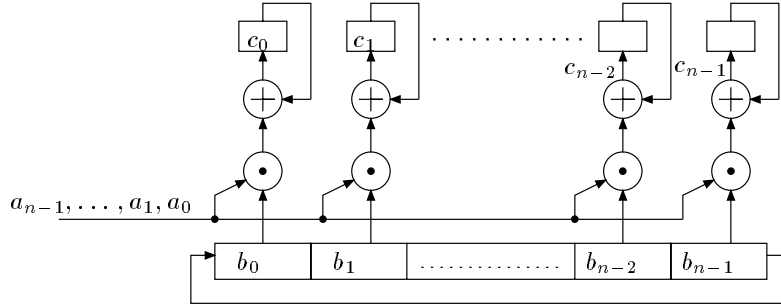 c_0 c_1 . . . . . . . . . . . . .
c_{n-2} c_{n-1}
+ + + +
a_{n-1}, . . . , a_1, a_0
b_0 b_1 ..................... b_{n-2} b_{n-1}